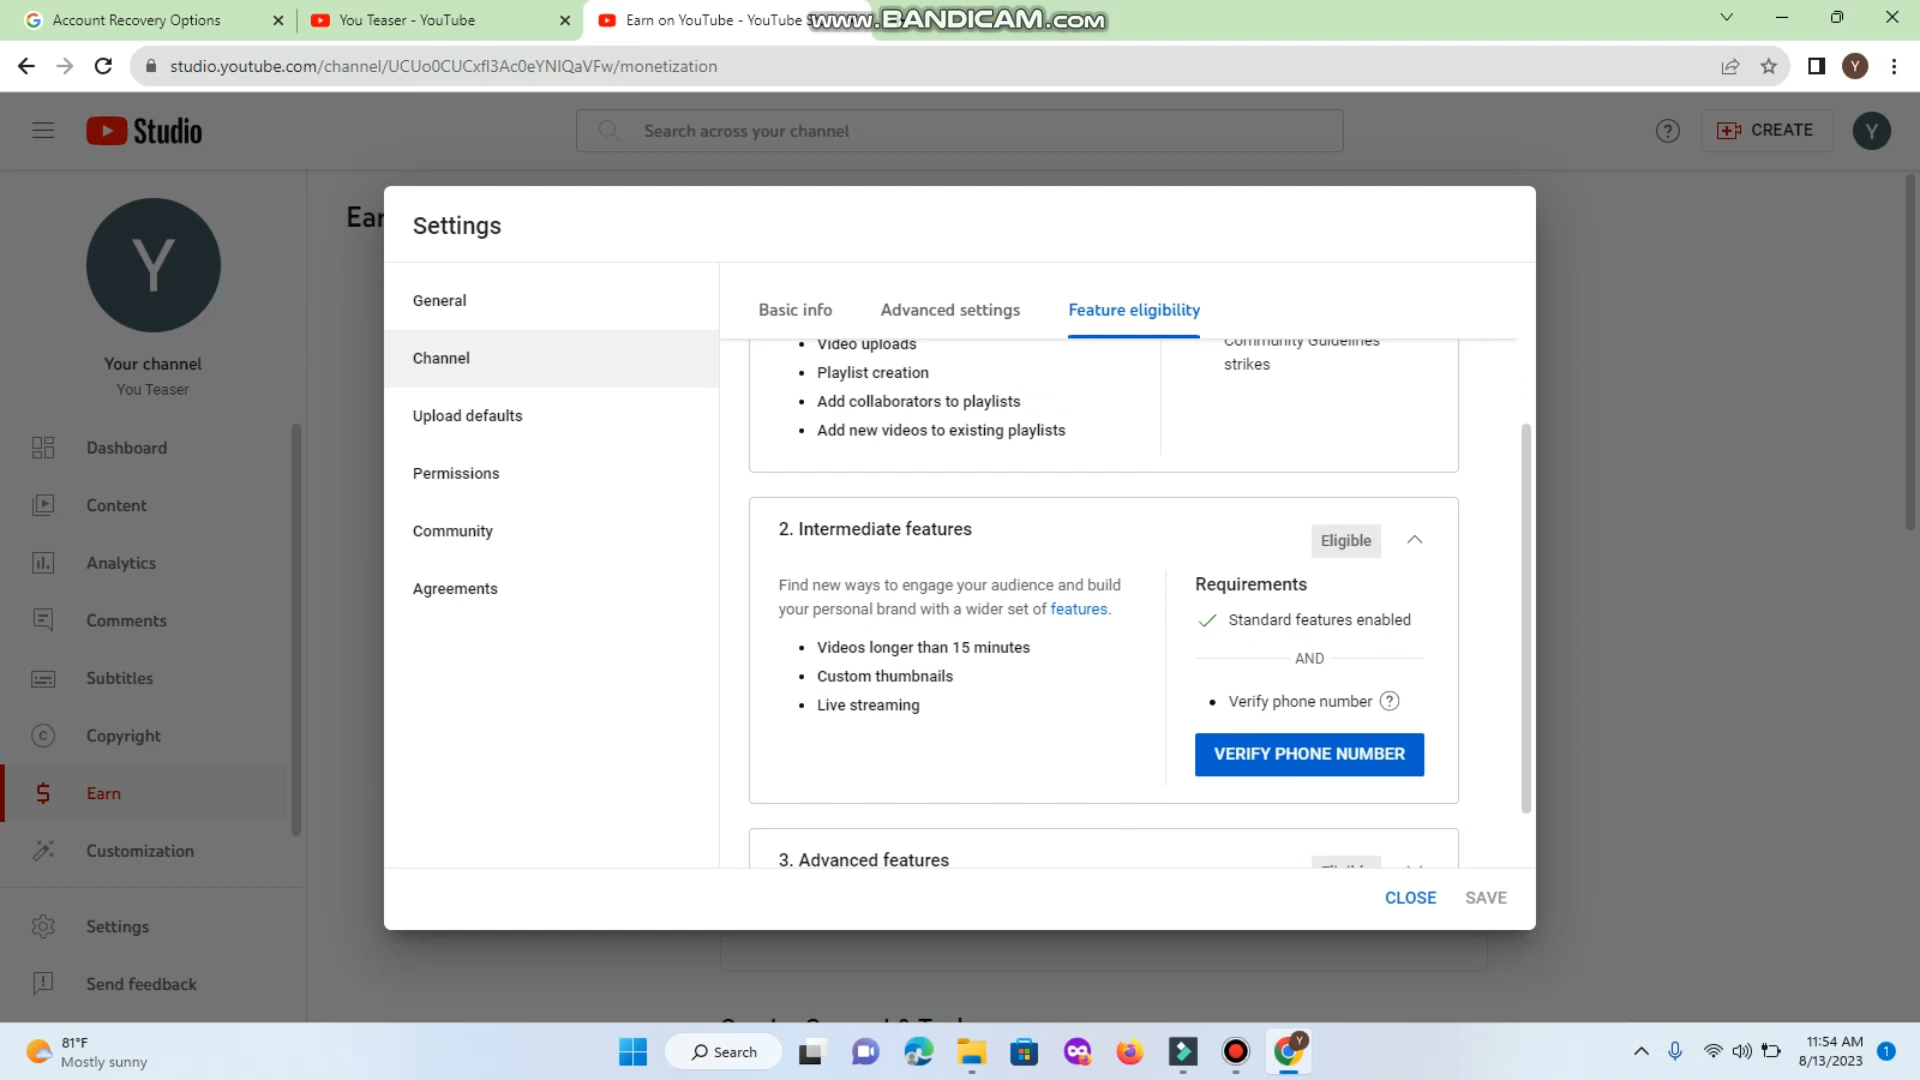 Account Recovery Options
You Teaser - YouTube
Earn on YouTube - YouTube S
www.BANDICAM.com
studio.youtube.com/channel/UCUo0CUCxfl3Ac0eYNIQaVFw/monetization
Y
Studio
Search across your channel
CREATE
Y
Y
Your channel
You Teaser
Dashboard
Content
Analytics
Comments
Subtitles
Copyright
Earn
Customization
Settings
Send feedback
Ear
Settings
General
Channel
Upload defaults
Permissions
Community
Agreements
Basic info
Advanced settings
Feature eligibility
Video uploads
Playlist creation
Add collaborators to playlists
Add new videos to existing playlists
Community Guidelines
strikes
2. Intermediate features
Eligible
Find new ways to engage your audience and build
your personal brand with a wider set of features.
Videos longer than 15 minutes
Custom thumbnails
Live streaming
Requirements
Standard features enabled
AND
Verify phone number
VERIFY PHONE NUMBER
3. Advanced features
CLOSE
SAVE
81°F
Mostly sunny
Search
Y
11:54 AM
8/13/2023
1